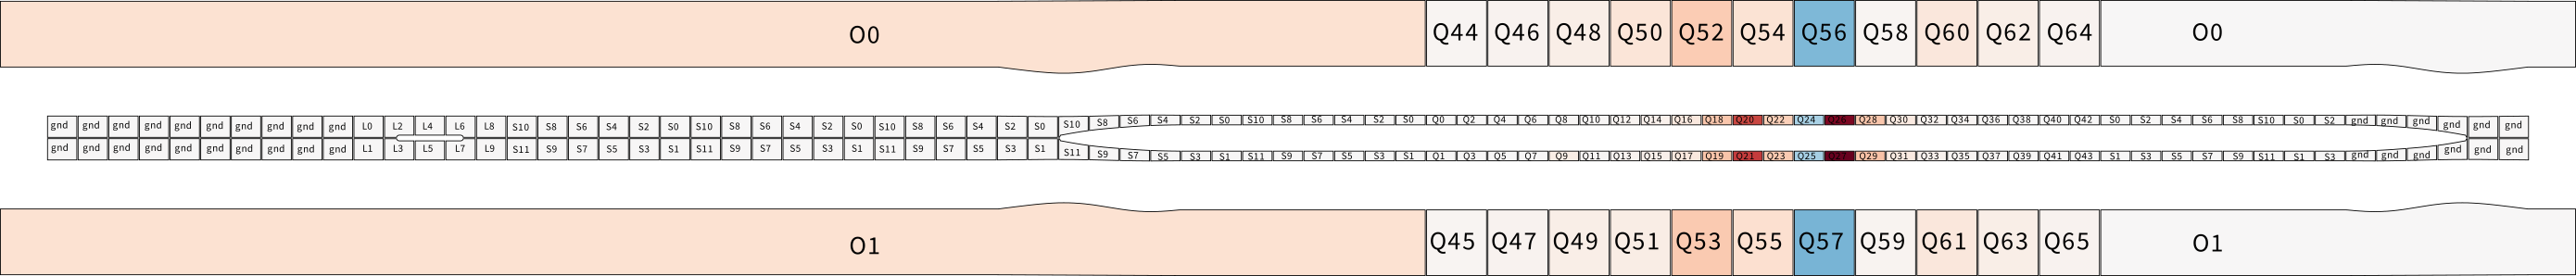 O0 Q44 Q46 Q48 Q50 Q52 Q54 Q56 Q58 Q60 Q62 Q64 O0
gnd gnd gnd gnd gnd gnd gnd gnd gnd gnd L0 L2 L4 L6 L8 S10 S8 S6 S4 S2 S0 S10 S8 S6 S4 S2 S0 S10 S8 S6 S4 S2 S0 S10 S8 S6 S4 S2 S0 S10 S8 S6 S4 S2 S0 Q0 Q2 Q4 Q6 Q8 Q10 Q12 Q14 Q16 Q18 Q20 Q22 Q24 Q26 Q28 Q30 Q32 Q34 Q36 Q38 Q40 Q42 S0 S2 S4 S6 S8 S10 S0 S2 gnd gnd gnd gnd gnd gnd
gnd gnd gnd gnd gnd gnd gnd gnd gnd gnd L1 L3 L5 L7 L9 S11 S9 S7 S5 S3 S1 S11 S9 S7 S5 S3 S1 S11 S9 S7 S5 S3 S1 S11 S9 S7 S5 S3 S1 S11 S9 S7 S5 S3 S1 Q1 Q3 Q5 Q7 Q9 Q11 Q13 Q15 Q17 Q19 Q21 Q23 Q25 Q27 Q29 Q31 Q33 Q35 Q37 Q39 Q41 Q43 S1 S3 S5 S7 S9 S11 S1 S3 gnd gnd gnd gnd gnd gnd
O1 Q45 Q47 Q49 Q51 Q53 Q55 Q57 Q59 Q61 Q63 Q65 O1